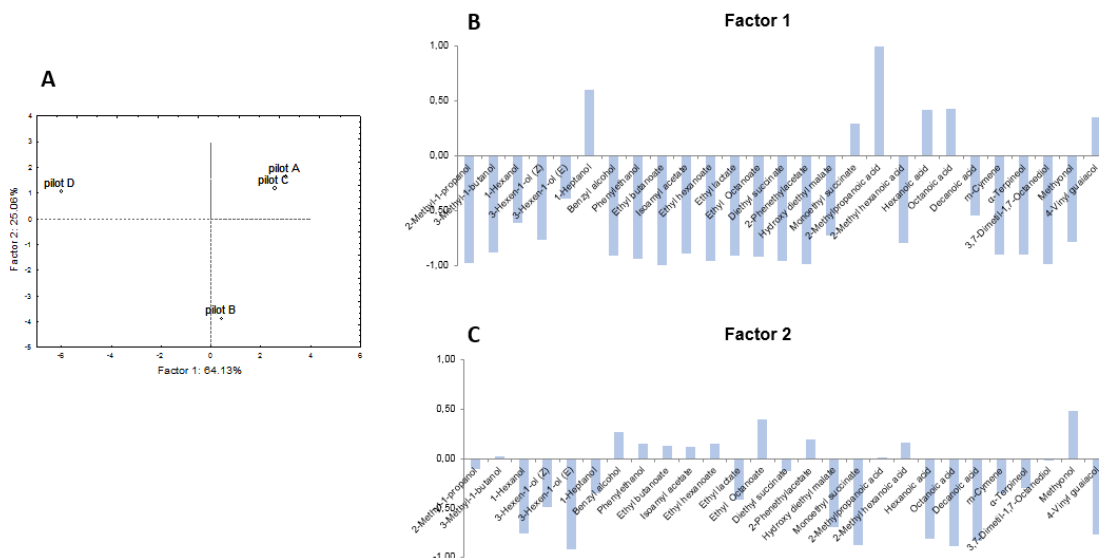 A
4
3
2
1
0
-1
-2
-3
-4
-5
-6
-4
-2
0
2
4
6
pilot D
pilot A
pilot C
pilot B
Factor 2: 25.06%
Factor 1: 64.13%
B
Factor 1
1,00
0,50
0,00
-0,50
-1,00
2-Methyl-1-propanol
3-Methyl-1-butanol
1-Hexanol
3-Hexen-1-ol (Z)
3-Hexen-1-ol (E)
1-Heptanol
Benzyl alcohol
Phenylethanol
Ethyl butanoate
Isoamyl acetate
Ethyl hexanoate
Ethyl lactate
Ethyl Octanoate
Diethyl succinate
2-Phenethylacetate
Hydroxy diethyl malate
Monoethyl succinate
2-Methylpropanoic acid
2-Methyl hexanoic acid
Hexanoic acid
Octanoic acid
Decanoic acid
m-Cymene
α-Terpineol
3,7-Dimetil-1,7-Octanediol
Methyonol
4-Vinyl guaiacol
C
Factor 2
1,00
0,50
0,00
-0,50
-1,00
2-Methyl-1-propanol
3-Methyl-1-butanol
1-Hexanol
3-Hexen-1-ol (Z)
3-Hexen-1-ol (E)
1-Heptanol
Benzyl alcohol
Phenylethanol
Ethyl butanoate
Isoamyl acetate
Ethyl hexanoate
Ethyl lactate
Ethyl Octanoate
Diethyl succinate
2-Phenethylacetate
Hydroxy diethyl malate
Monoethyl succinate
2-Methylpropanoic acid
2-Methyl hexanoic acid
Hexanoic acid
Octanoic acid
Decanoic acid
m-Cymene
α-Terpineol
3,7-Dimetil-1,7-Octanediol
Methyonol
4-Vinyl guaiacol